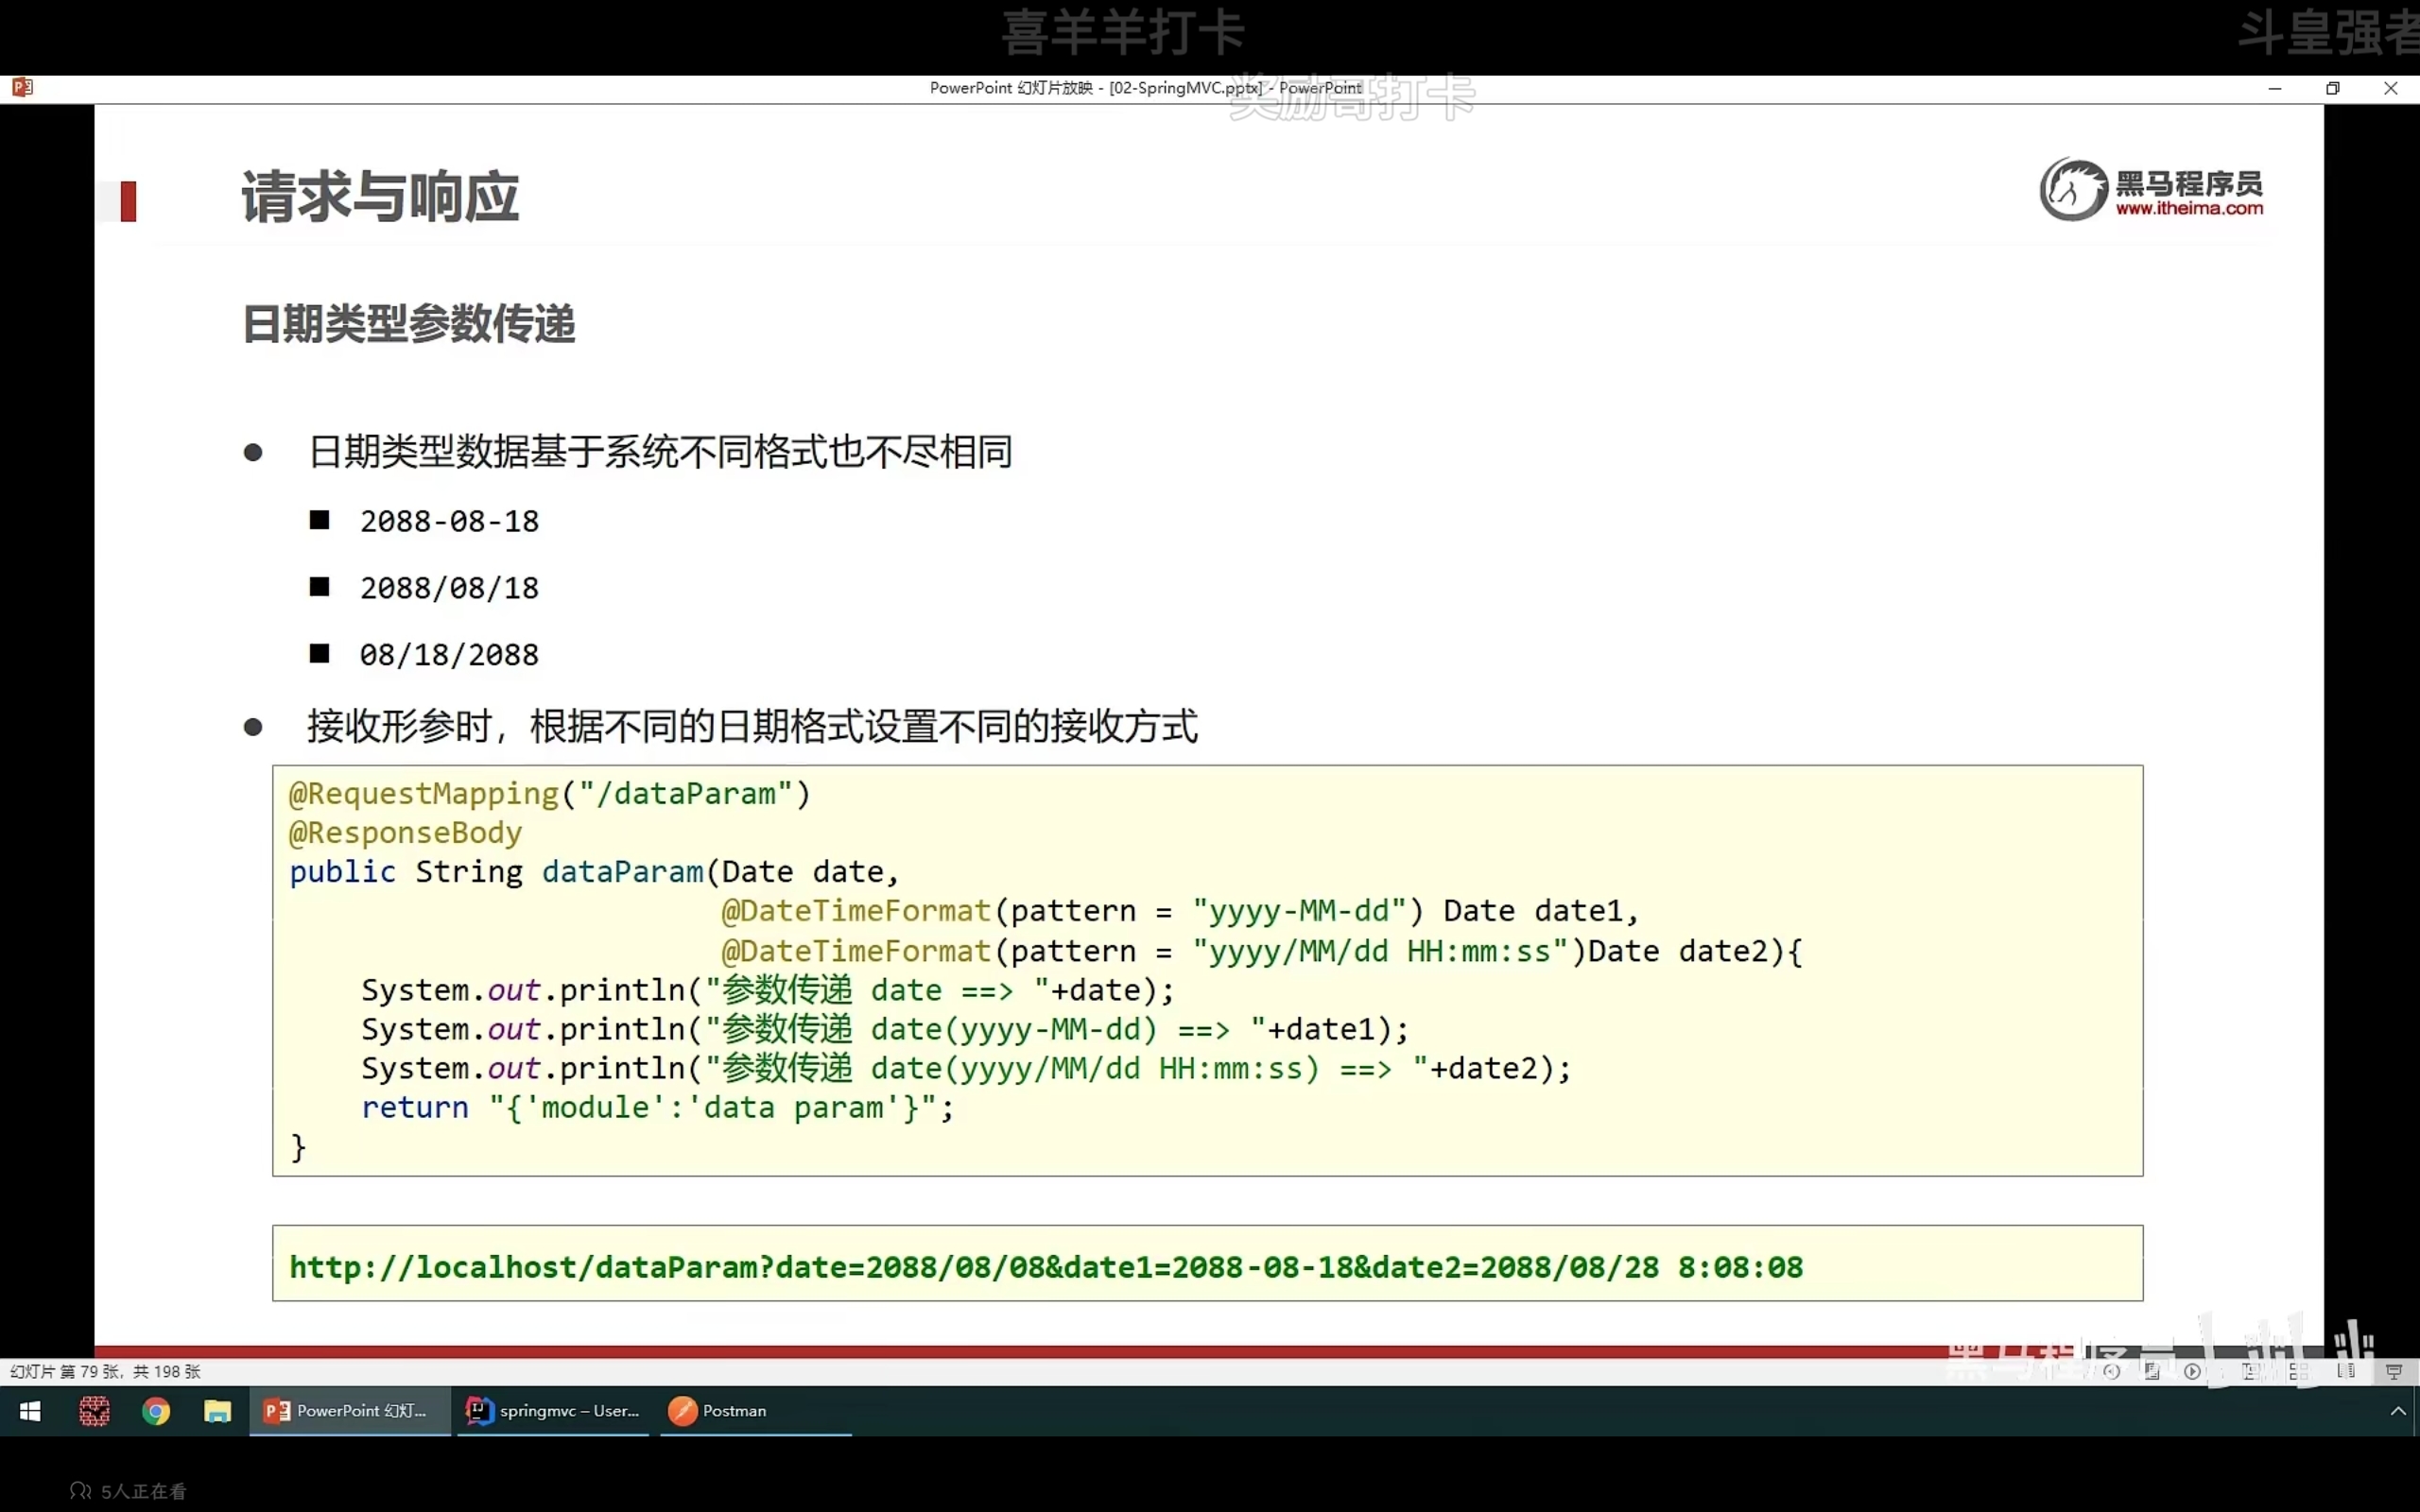 喜羊羊打卡
斗皇强者
PowerPoint 幻灯片放映 - [02-SpringMVC.pptx] - PowerPoint
奖励哥打卡
请求与响应
黑马程序员
www.itheima.com
日期类型参数传递
● 日期类型数据基于系统不同格式也不尽相同
■ 2088-08-18
■ 2088/08/18
■ 08/18/2088
● 接收形参时，根据不同的日期格式设置不同的接收方式
@RequestMapping("/dataParam")
@ResponseBody
public String dataParam(Date date,
@DateTimeFormat(pattern = "yyyy-MM-dd") Date date1,
@DateTimeFormat(pattern = "yyyy/MM/dd HH:mm:ss")Date date2){
System.out.println("参数传递 date ==> "+date);
System.out.println("参数传递 date(yyyy-MM-dd) ==> "+date1);
System.out.println("参数传递 date(yyyy/MM/dd HH:mm:ss) ==> "+date2);
return "{'module':'data param'}";
}
http://localhost/dataParam?date=2088/08/08&date1=2088-08-18&date2=2088/08/28 8:08:08
黑马程序员
幻灯片 第 79 张，共 198 张
PowerPoint 幻灯...
springmvc – User...
Postman
5人正在看